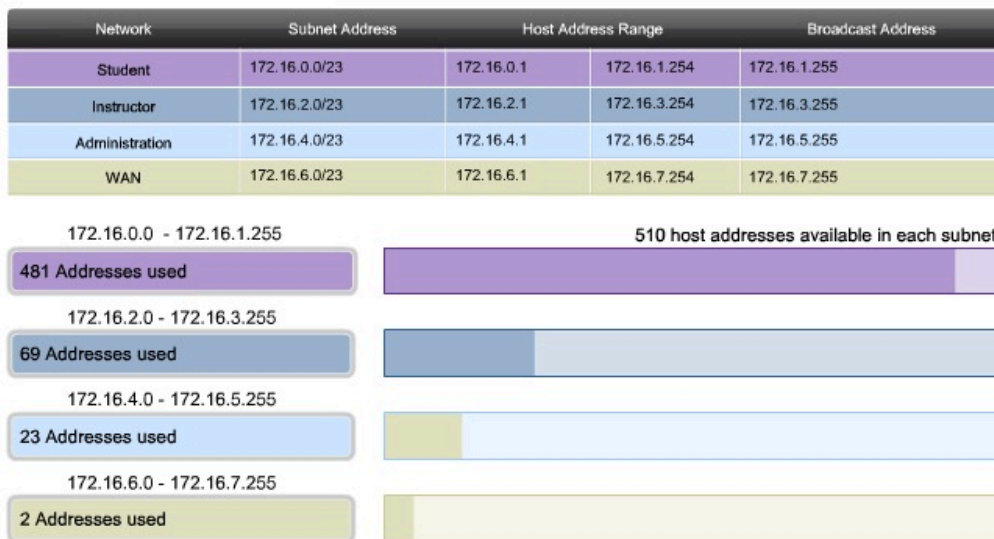 Network Subnet Address Host Address Range Broadcast Address
Student 172.16.0.0/23 172.16.0.1 172.16.1.254 172.16.1.255
Instructor 172.16.2.0/23 172.16.2.1 172.16.3.254 172.16.3.255
Administration 172.16.4.0/23 172.16.4.1 172.16.5.254 172.16.5.255
WAN 172.16.6.0/23 172.16.6.1 172.16.7.254 172.16.7.255
172.16.0.0 - 172.16.1.255
510 host addresses available in each subnet
481 Addresses used
172.16.2.0 - 172.16.3.255
69 Addresses used
172.16.4.0 - 172.16.5.255
23 Addresses used
172.16.6.0 - 172.16.7.255
2 Addresses used